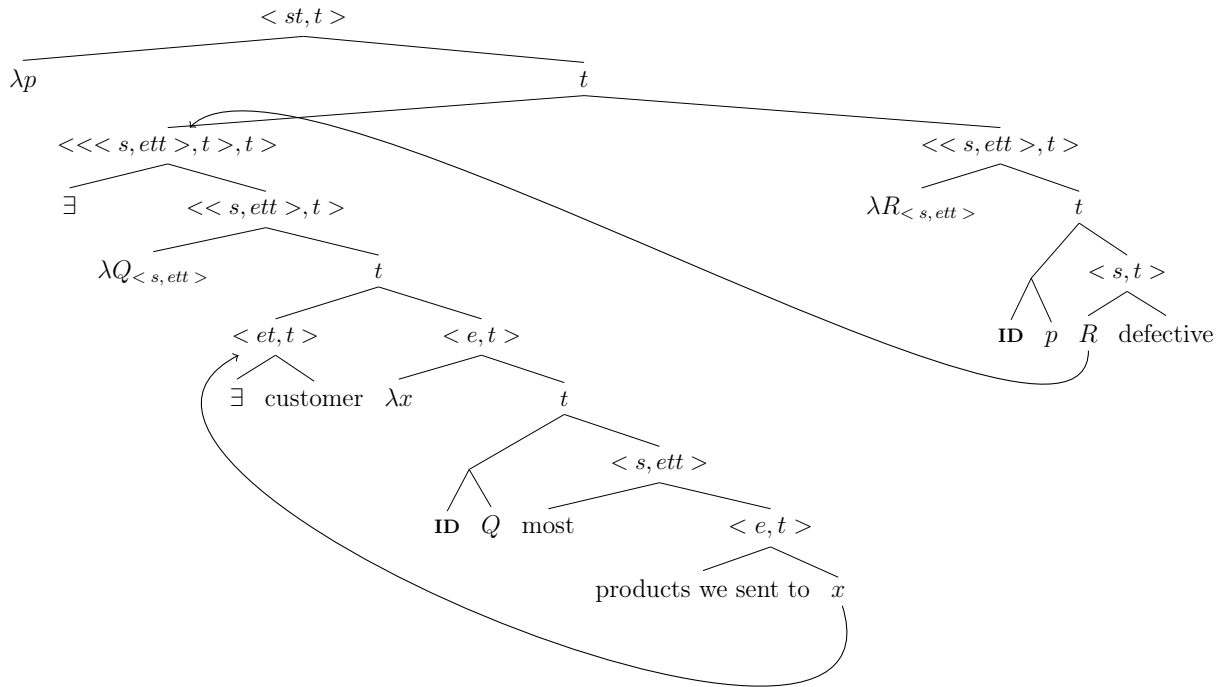 < st, t >
λp t
<<< s, ett >, t >, t > << s, ett >, t >
∃ << s, ett >, t > λR< s, ett > t
λQ< s, ett > t < s, t >
< et, t > < e, t > ID p R defective
∃ customer λx t
< s, ett >
ID Q most < e, t >
products we sent to x